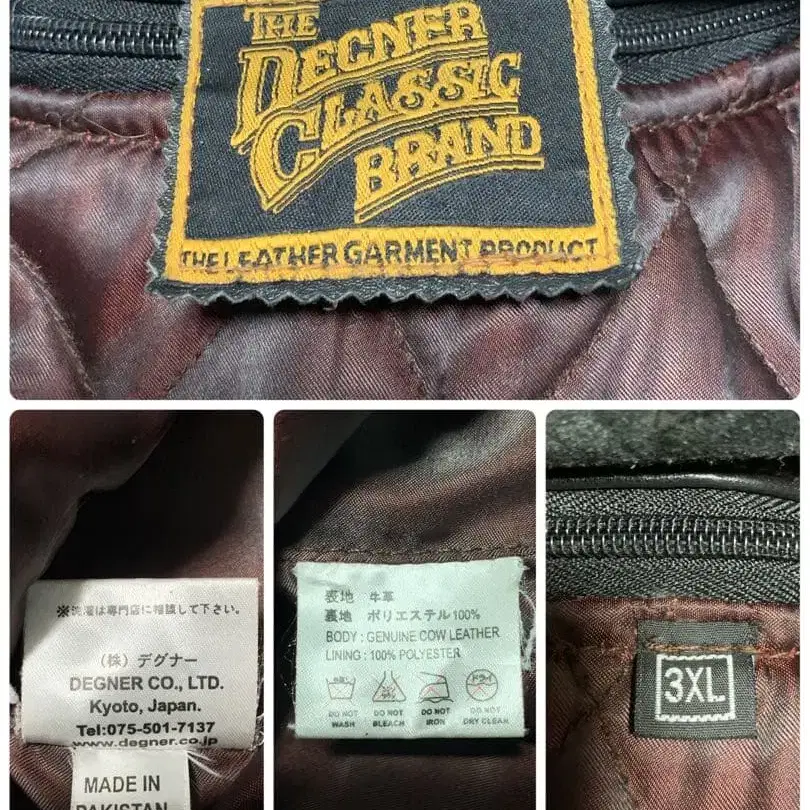 THE
DEGNER
CLASSIC
BRAND
THE LEATHER GARMENT PRODUCT
※洗濯は専門店に相談して下さい。
(株) デグナー
DEGNER CO., LTD.
Kyoto, Japan.
Tel:075-501-7137
www.degner.co.jp
MADE IN
PAKISTAN
表地 牛革
裏地 ポリエステル100%
BODY : GENUINE COW LEATHER
LINING : 100% POLYESTER
ドライ
DO NOT WASH
DO NOT BLEACH
DO NOT IRON
DO NOT DRY CLEAN
3XL